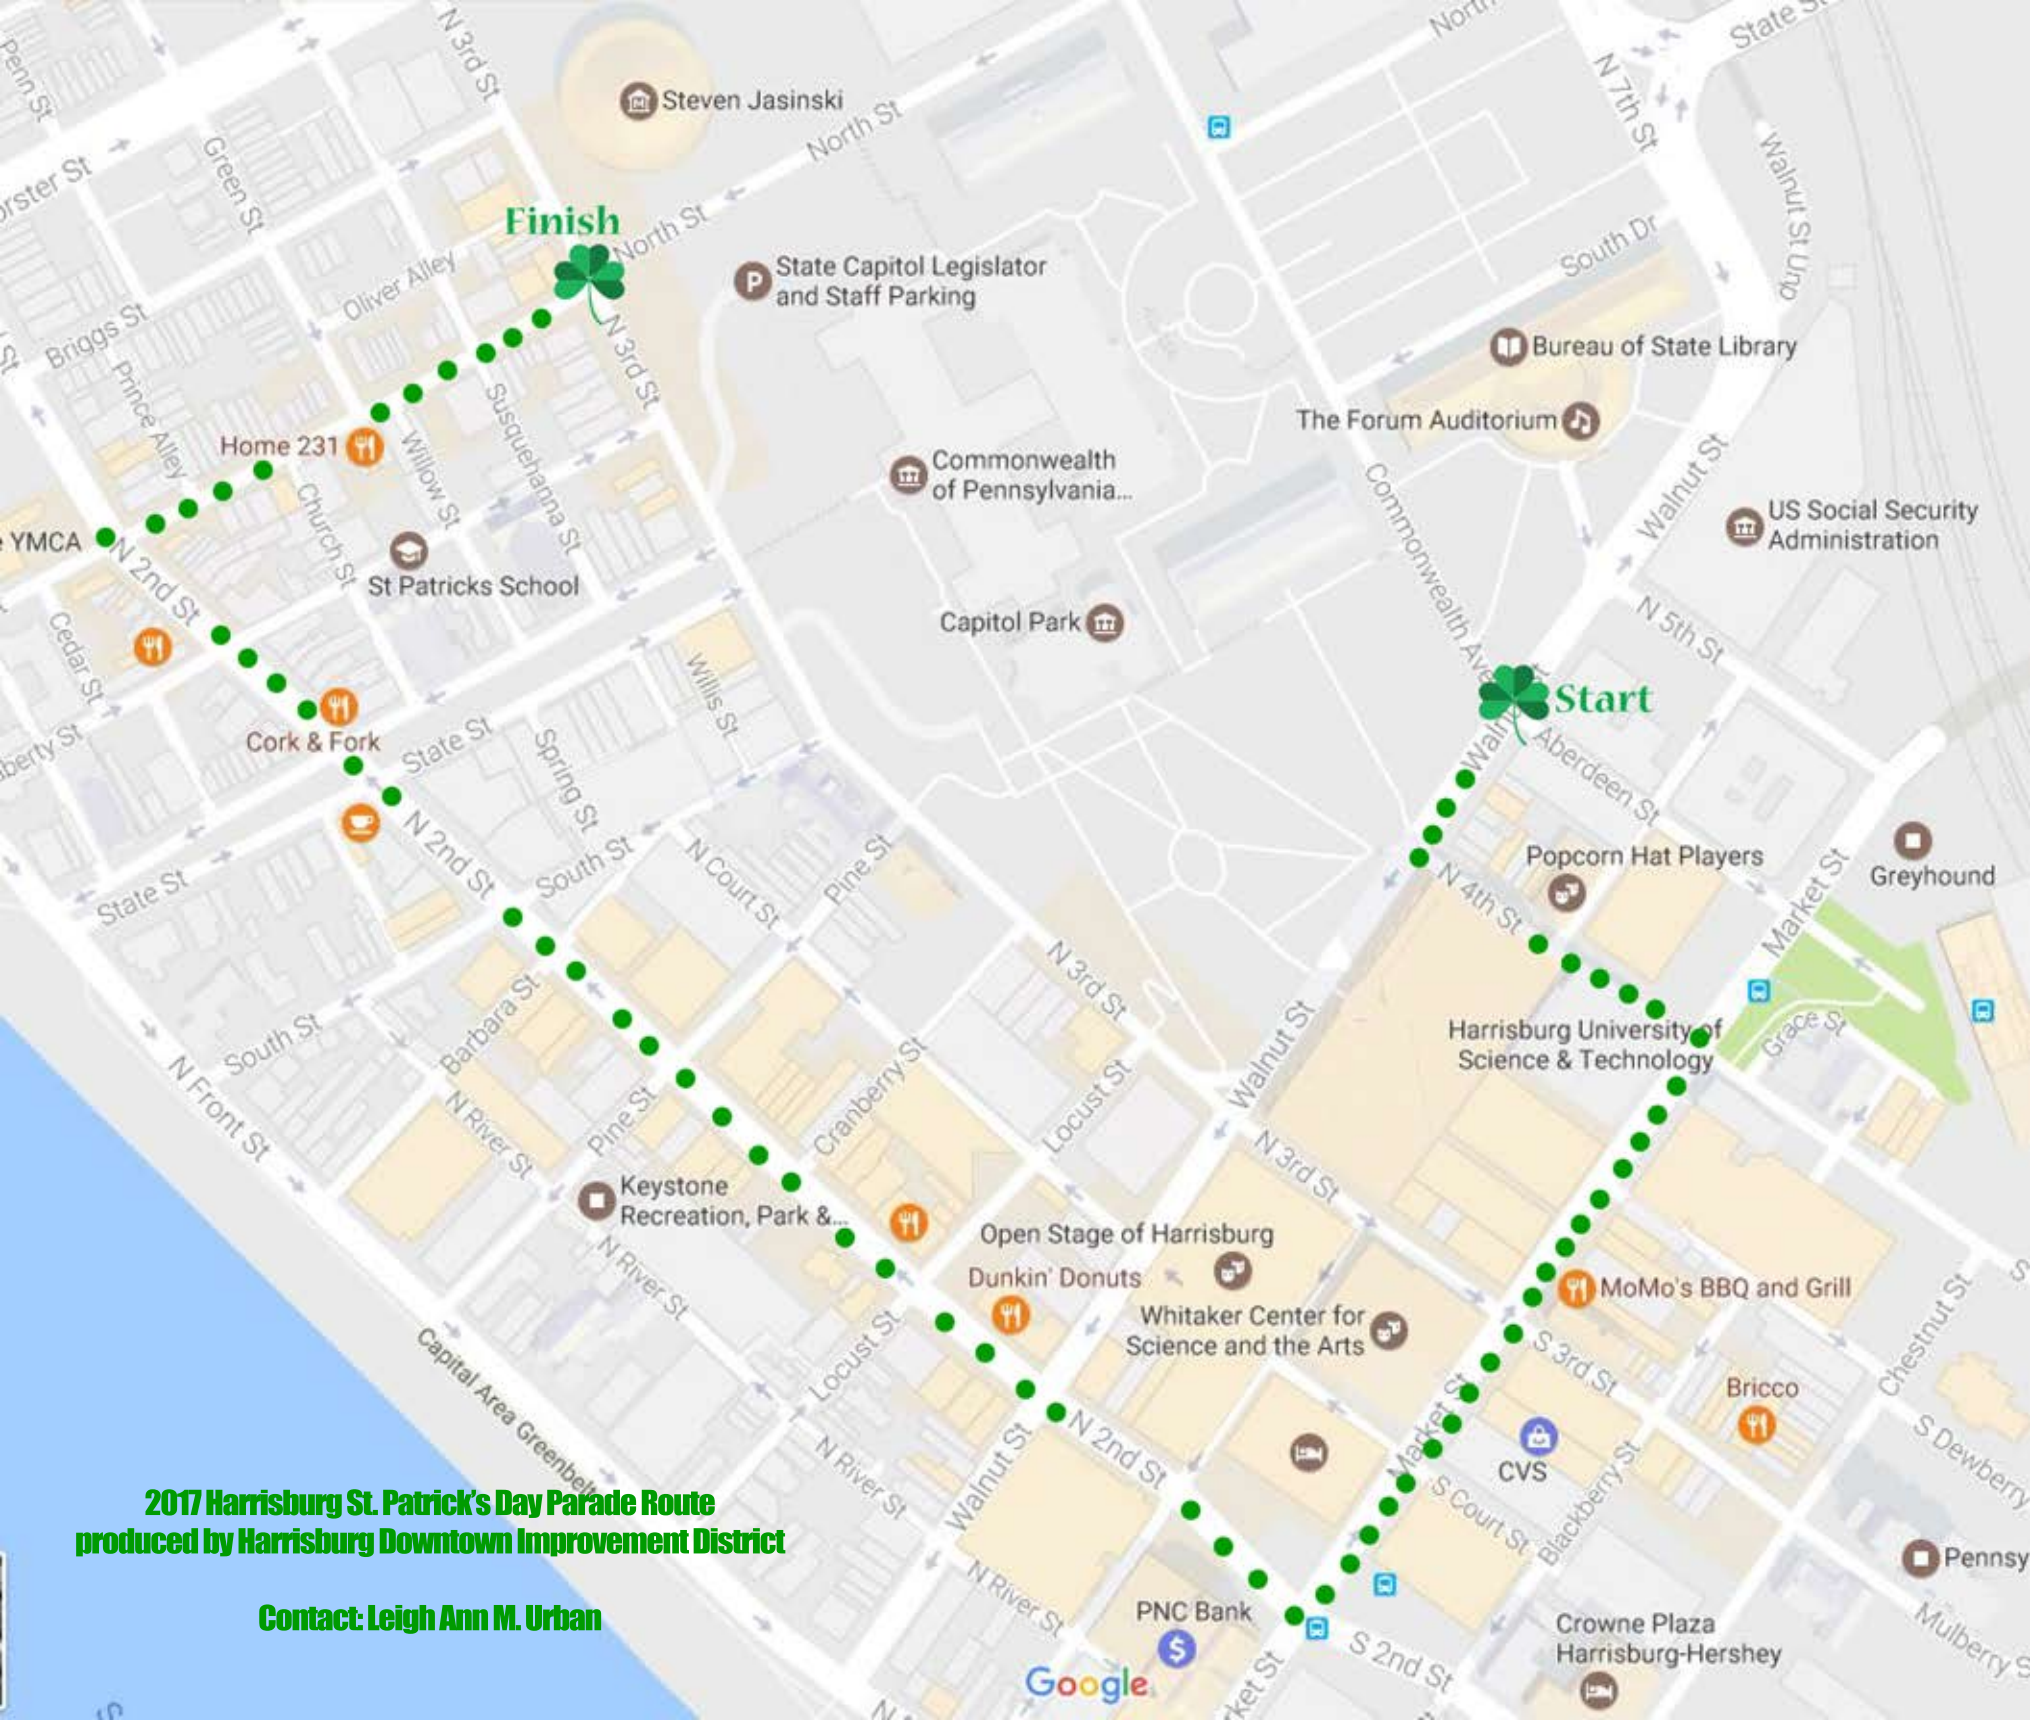 N 3rd St
Steven Jasinski
North St
State St
N 7th St
Penn St
Green St
Walnut St
Finish
North St
Oliver Alley
State Capitol Legislator
and Staff Parking
South Dr
Briggs St
Bureau of State Library
N 3rd St
Prince Alley
Susquehanna St
The Forum Auditorium
Home 231
Willow St
Commonwealth
of Pennsylvania...
Commonwealth Ave
Walnut St
Church St
US Social Security
Administration
YMCA
N 2nd St
St Patricks School
Capitol Park
N 5th St
Cedar St
Willis St
Start
Cork & Fork
State St
Spring St
Aberdeen St
N 2nd St
South St
N Court St
Pine St
Popcorn Hat Players
Market St
Greyhound
State St
N 4th St
N 3rd St
Barbara St
South St
Harrisburg University of
Science & Technology
Grace St
Walnut St
N Front St
N River St
Pine St
Cranberry St
Locust St
N 3rd St
Keystone
Recreation, Park &...
Open Stage of Harrisburg
Dunkin' Donuts
MoMo's BBQ and Grill
N River St
Whitaker Center for
Science and the Arts
Locust St
S 3rd St
Chestnut St
Capital Area Greenbelt
Bricco
Market St
N 2nd St
CVS
S Dewberry
N River St
Walnut St
S Court St
Blackberry St
2017 Harrisburg St. Patrick's Day Parade Route
produced by Harrisburg Downtown Improvement District
Pennsy
N River St
Contact: Leigh Ann M. Urban
PNC Bank
Crowne Plaza
Harrisburg-Hershey
Mulberry S
S 2nd St
Google